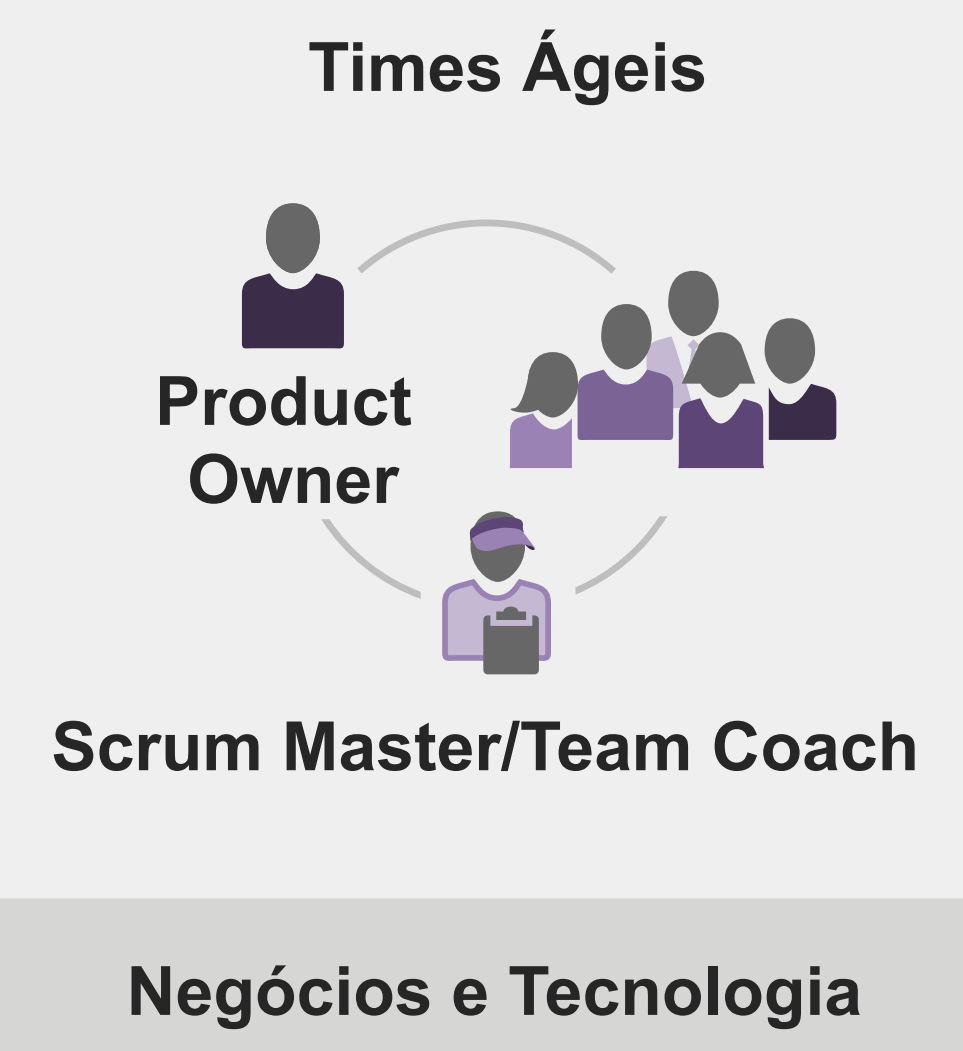 Times Ágeis
Product
Owner
Scrum Master/Team Coach
Negócios e Tecnologia